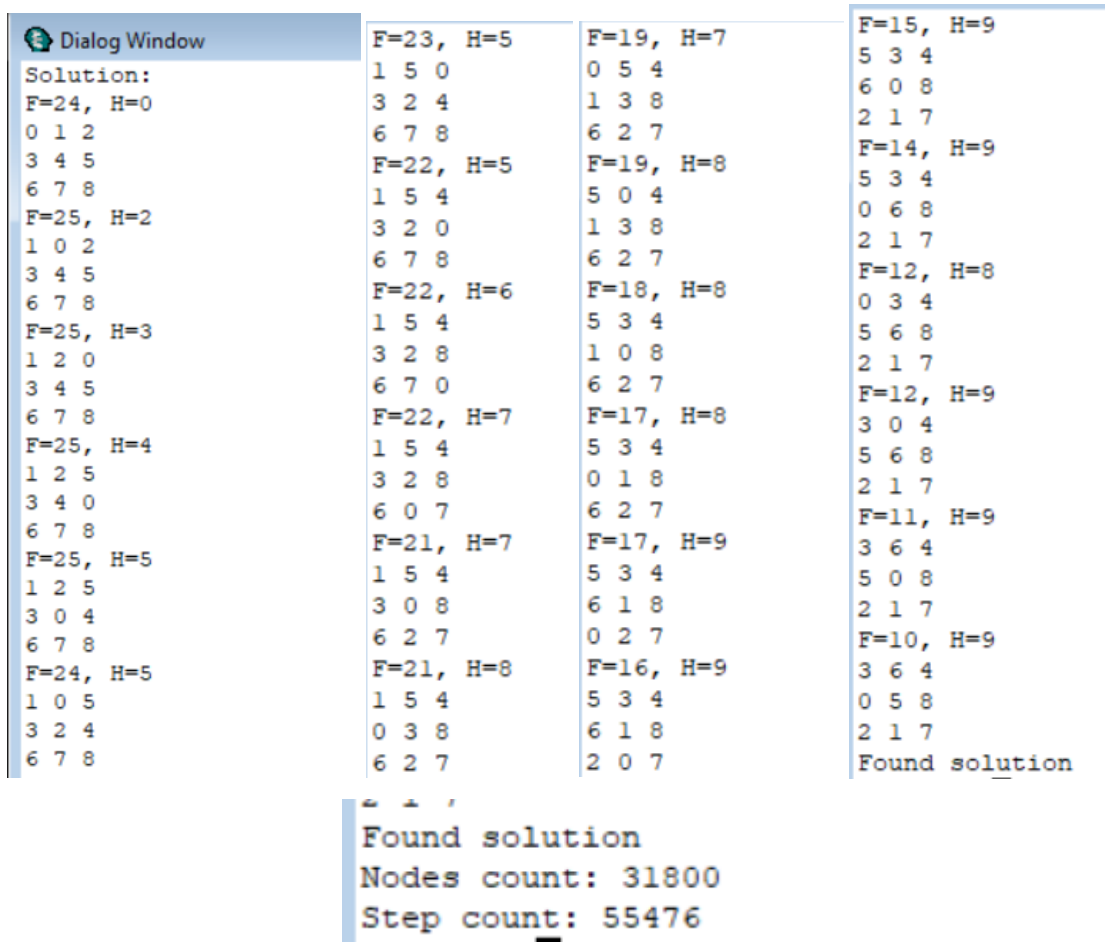 Dialog Window
Solution:
F=24, H=0
0 1 2
3 4 5
6 7 8
F=25, H=2
1 0 2
3 4 5
6 7 8
F=25, H=3
1 2 0
3 4 5
6 7 8
F=25, H=4
1 2 5
3 4 0
6 7 8
F=25, H=5
1 2 5
3 0 4
6 7 8
F=24, H=5
1 0 5
3 2 4
6 7 8
F=23, H=5
1 5 0
3 2 4
6 7 8
F=22, H=5
1 5 4
3 2 0
6 7 8
F=22, H=6
1 5 4
3 2 8
6 7 0
F=22, H=7
1 5 4
3 2 8
6 0 7
F=21, H=7
1 5 4
3 0 8
6 2 7
F=21, H=8
1 5 4
0 3 8
6 2 7
F=19, H=7
0 5 4
1 3 8
6 2 7
F=19, H=8
5 0 4
1 3 8
6 2 7
F=18, H=8
5 3 4
1 0 8
6 2 7
F=17, H=8
5 3 4
0 1 8
6 2 7
F=17, H=9
5 3 4
6 1 8
0 2 7
F=16, H=9
5 3 4
6 1 8
2 0 7
F=15, H=9
5 3 4
6 0 8
2 1 7
F=14, H=9
5 3 4
0 6 8
2 1 7
F=12, H=8
0 3 4
5 6 8
2 1 7
F=12, H=9
3 0 4
5 6 8
2 1 7
F=11, H=9
3 6 4
5 0 8
2 1 7
F=10, H=9
3 6 4
0 5 8
2 1 7
Found solution
Found solution
Nodes count: 31800
Step count: 55476